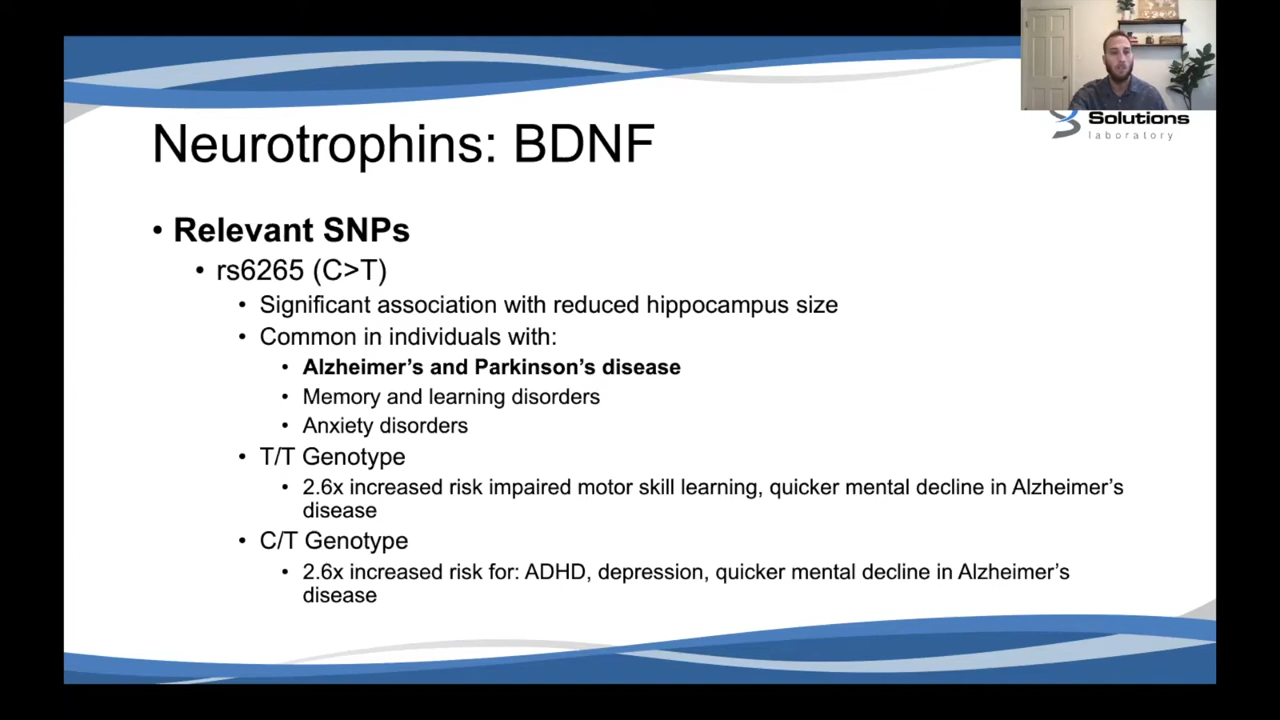 Solutions
laboratory
Neurotrophins: BDNF
• Relevant SNPs
• rs6265 (C>T)
• Significant association with reduced hippocampus size
• Common in individuals with:
• Alzheimer's and Parkinson's disease
• Memory and learning disorders
• Anxiety disorders
• T/T Genotype
• 2.6x increased risk impaired motor skill learning, quicker mental decline in Alzheimer's
disease
• C/T Genotype
• 2.6x increased risk for: ADHD, depression, quicker mental decline in Alzheimer's
disease